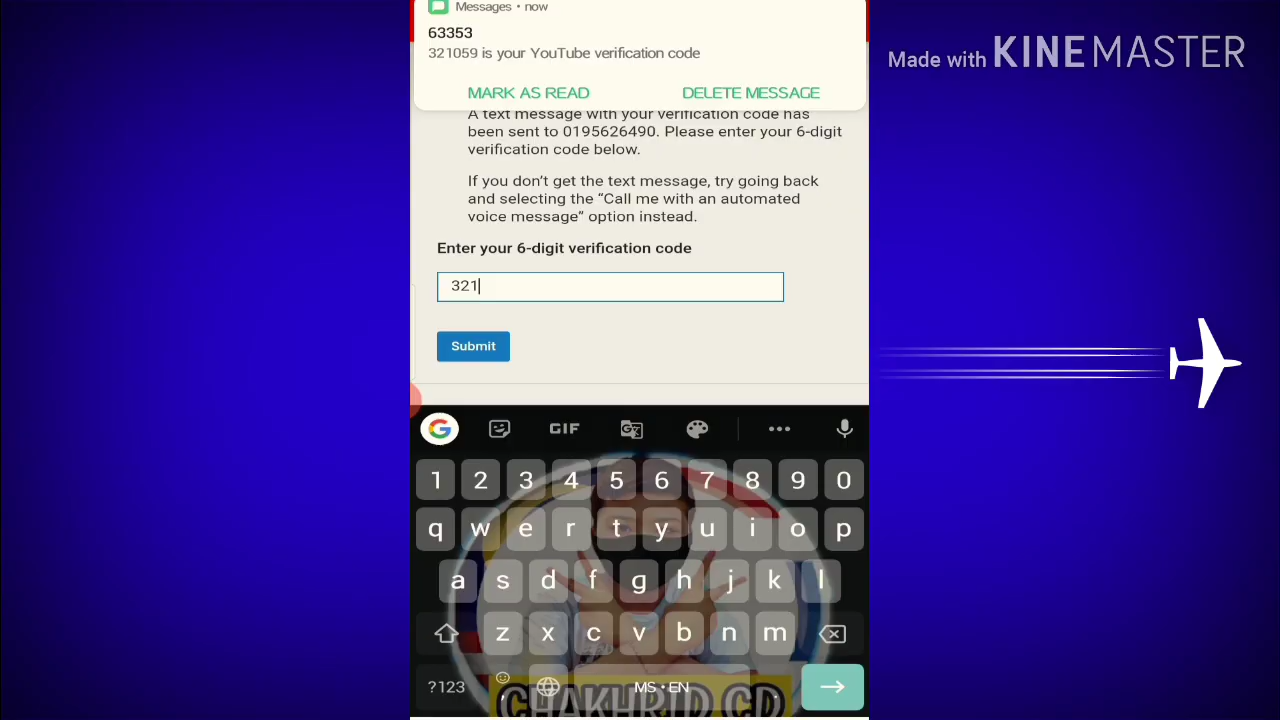 Messages • now
63353
321059 is your YouTube verification code
MARK AS READ DELETE MESSAGE
A text message with your verification code has
been sent to 0195626490. Please enter your 6-digit
verification code below.
If you don't get the text message, try going back
and selecting the “Call me with an automated
voice message” option instead.
Enter your 6-digit verification code
321
Submit
Made with KINEMASTER
G GIF G
1 2 3 4 5 6 7 8 9 0
q w e r t y u i o p
a s d f g h j k l
z x c v b n m
?123 , MS • EN .
CHAKHRID CD